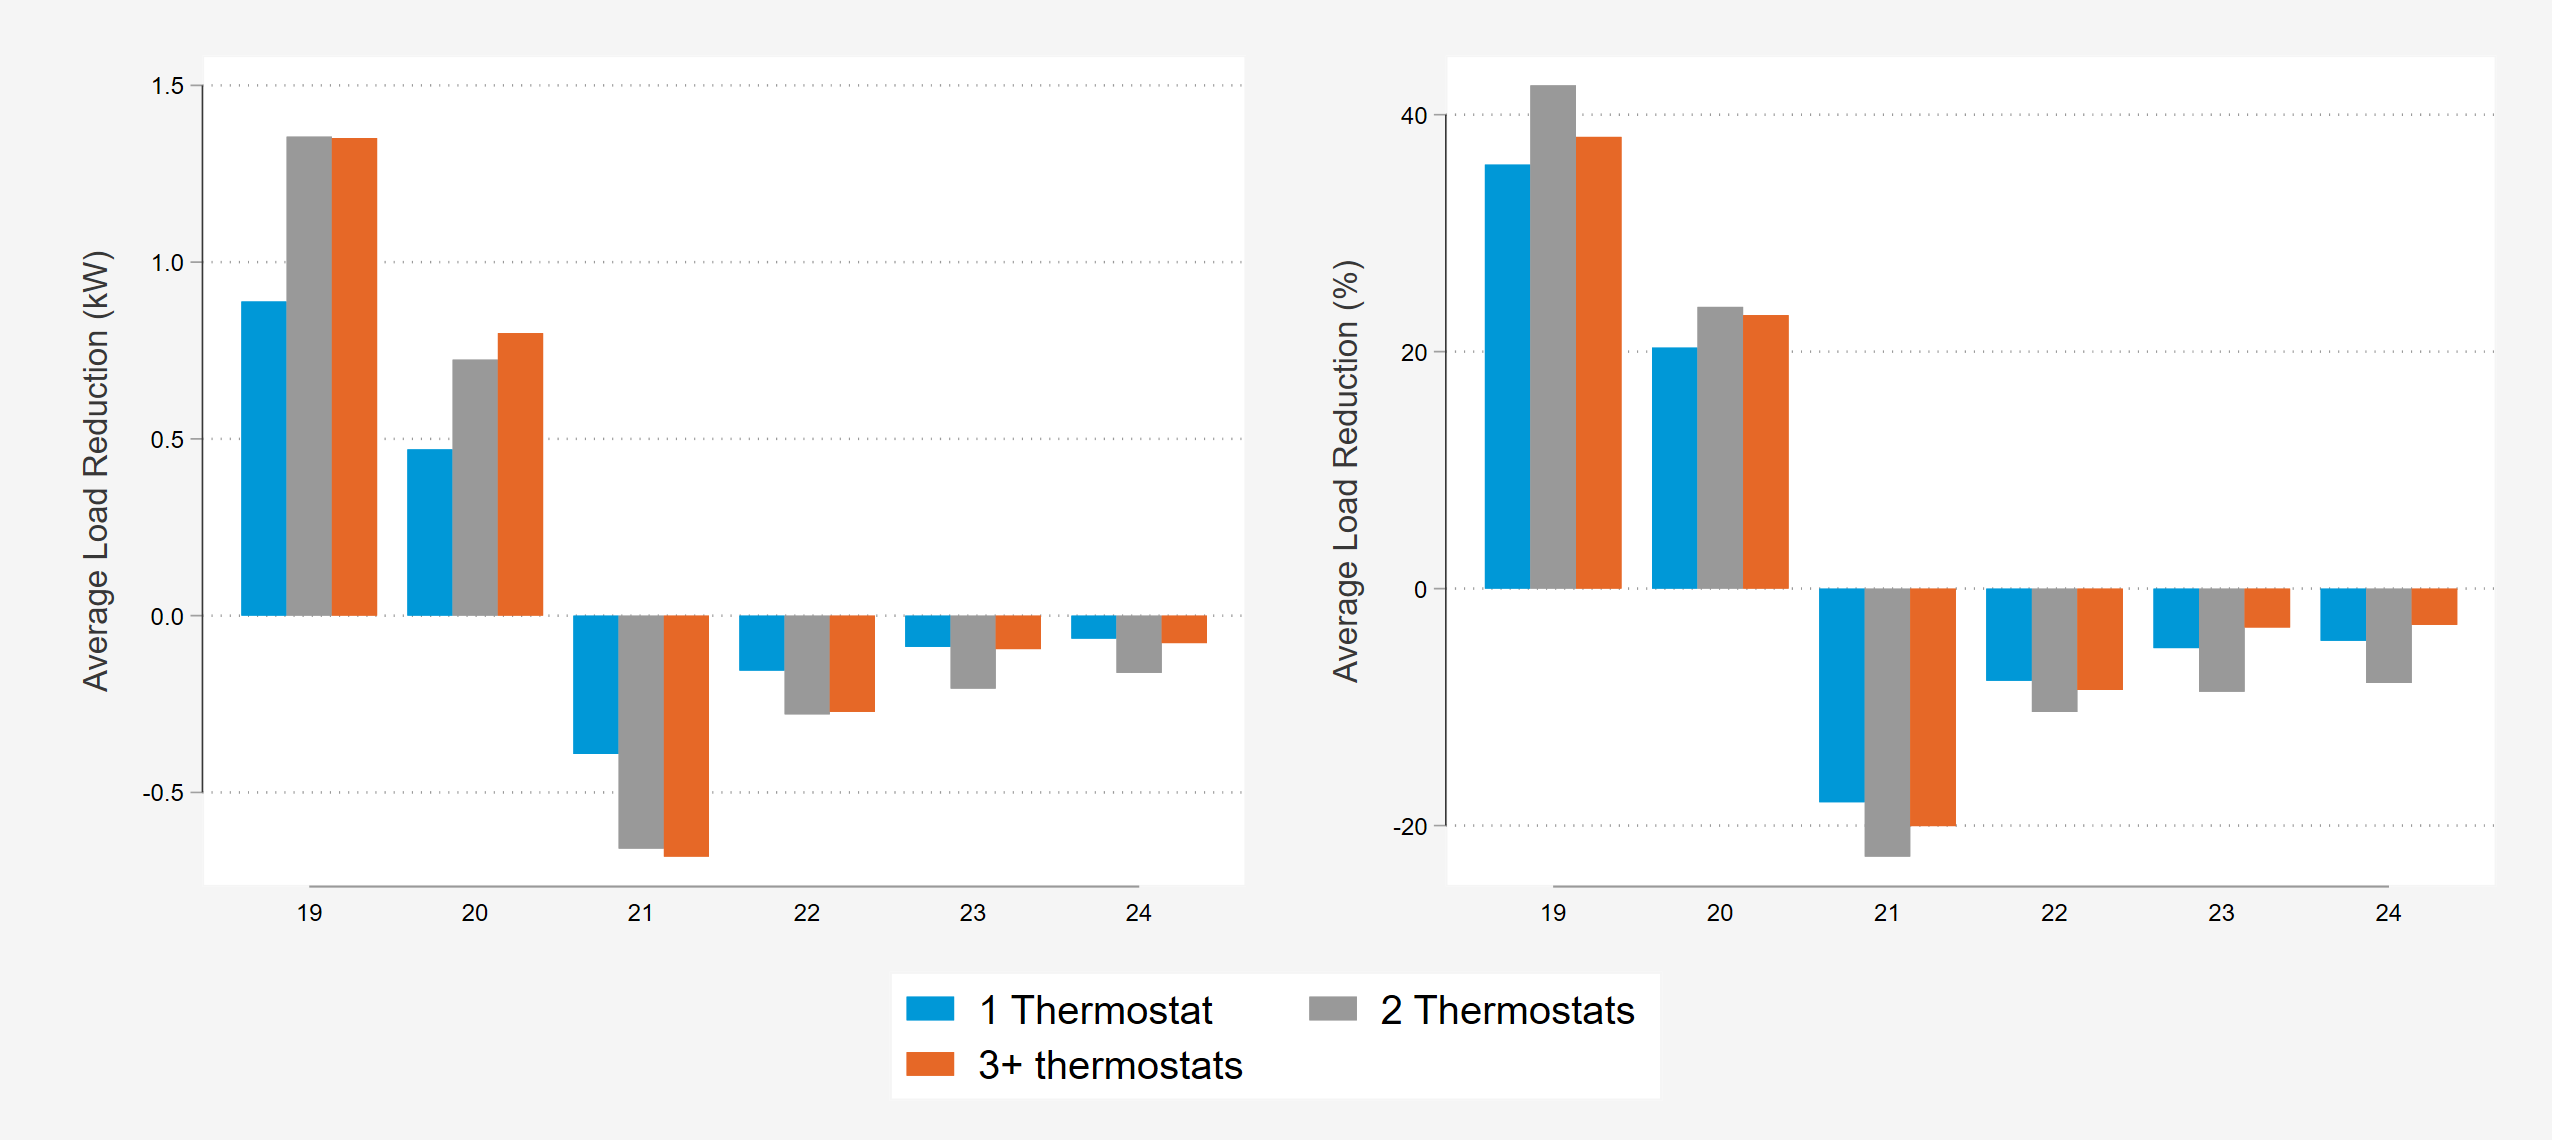 Average Load Reduction (kW)
1.5
1.0
0.5
0.0
-0.5
19 20 21 22 23 24
Average Load Reduction (%)
40
20
0
-20
19 20 21 22 23 24
1 Thermostat 2 Thermostats
3+ thermostats